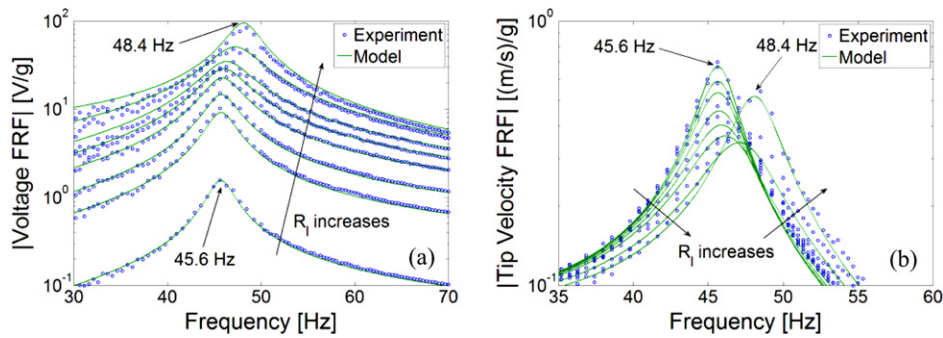 |Voltage FRF| [V/g]
10²
10¹
10⁰
10⁻¹
48.4 Hz
Experiment
Model
R_l increases
45.6 Hz
(a)
30 40 50 60 70
Frequency [Hz]
|Tip Velocity FRF| [(m/s)/g]
10⁰
10⁻¹
45.6 Hz
48.4 Hz
Experiment
Model
R_l increases
(b)
35 40 45 50 55 60
Frequency [Hz]